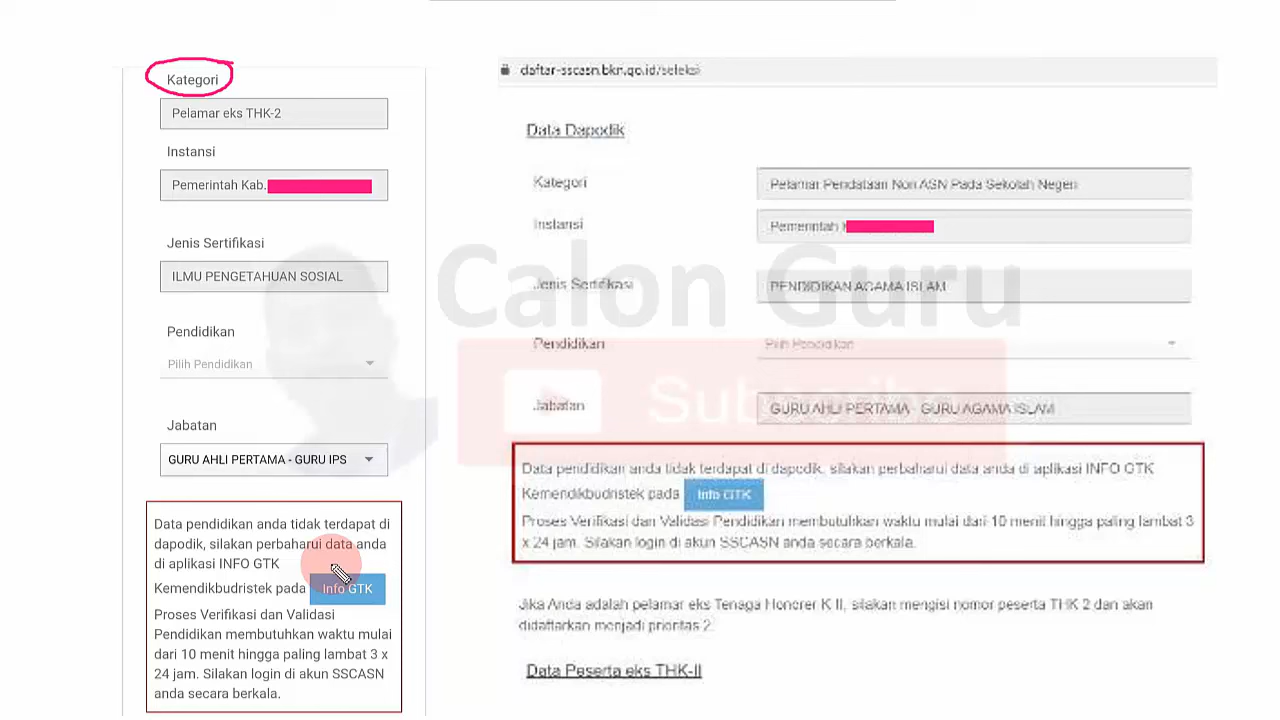 Kategori
Pelamar eks THK-2
Instansi
Pemerintah Kab.
Jenis Sertifikasi
ILMU PENGETAHUAN SOSIAL
Pendidikan
Pilih Pendidikan
Jabatan
GURU AHLI PERTAMA - GURU IPS
Data pendidikan anda tidak terdapat di
dapodik, silakan perbaharui data anda
di aplikasi INFO GTK
Kemendikbudristek pada Info GTK
Proses Verifikasi dan Validasi
Pendidikan membutuhkan waktu mulai
dari 10 menit hingga paling lambat 3 x
24 jam. Silakan login di akun SSCASN
anda secara berkala.
daftar-sscasn.bkn.go.id/seleksi
Data Dapodik
Kategori
Pelamar Pendataan Non ASN Pada Sekolah Negeri
Instansi
Pemerintah
Calon Guru
Jenis Sertifikasi
PENDIDIKAN AGAMA ISLAM
Pendidikan
Pilih Pendidikan
Subscribe
Jabatan
GURU AHLI PERTAMA - GURU AGAMA ISLAM
Data pendidikan anda tidak terdapat di dapodik, silakan perbaharui data anda di aplikasi INFO GTK
Kemendikbudristek pada Info GTK
Proses Verifikasi dan Validasi Pendidikan membutuhkan waktu mulai dari 10 menit hingga paling lambat 3
x 24 jam. Silakan login di akun SSCASN anda secara berkala.
Jika Anda adalah pelamar eks Tenaga Honorer K II, silakan mengisi nomor peserta THK 2 dan akan
didaftarkan menjadi prioritas 2.
Data Peserta eks THK-II